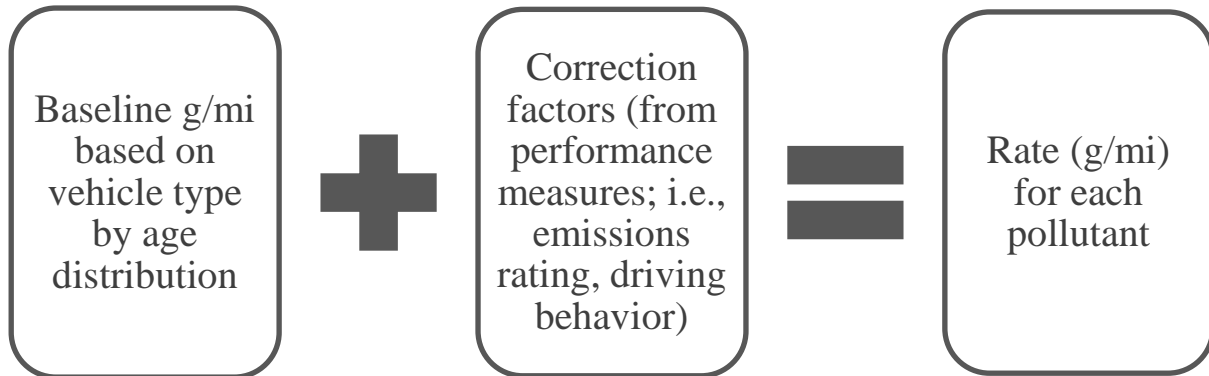 Baseline g/mi
based on
vehicle type
by age
distribution
Correction
factors (from
performance
measures; i.e.,
emissions
rating, driving
behavior)
Rate (g/mi)
for each
pollutant